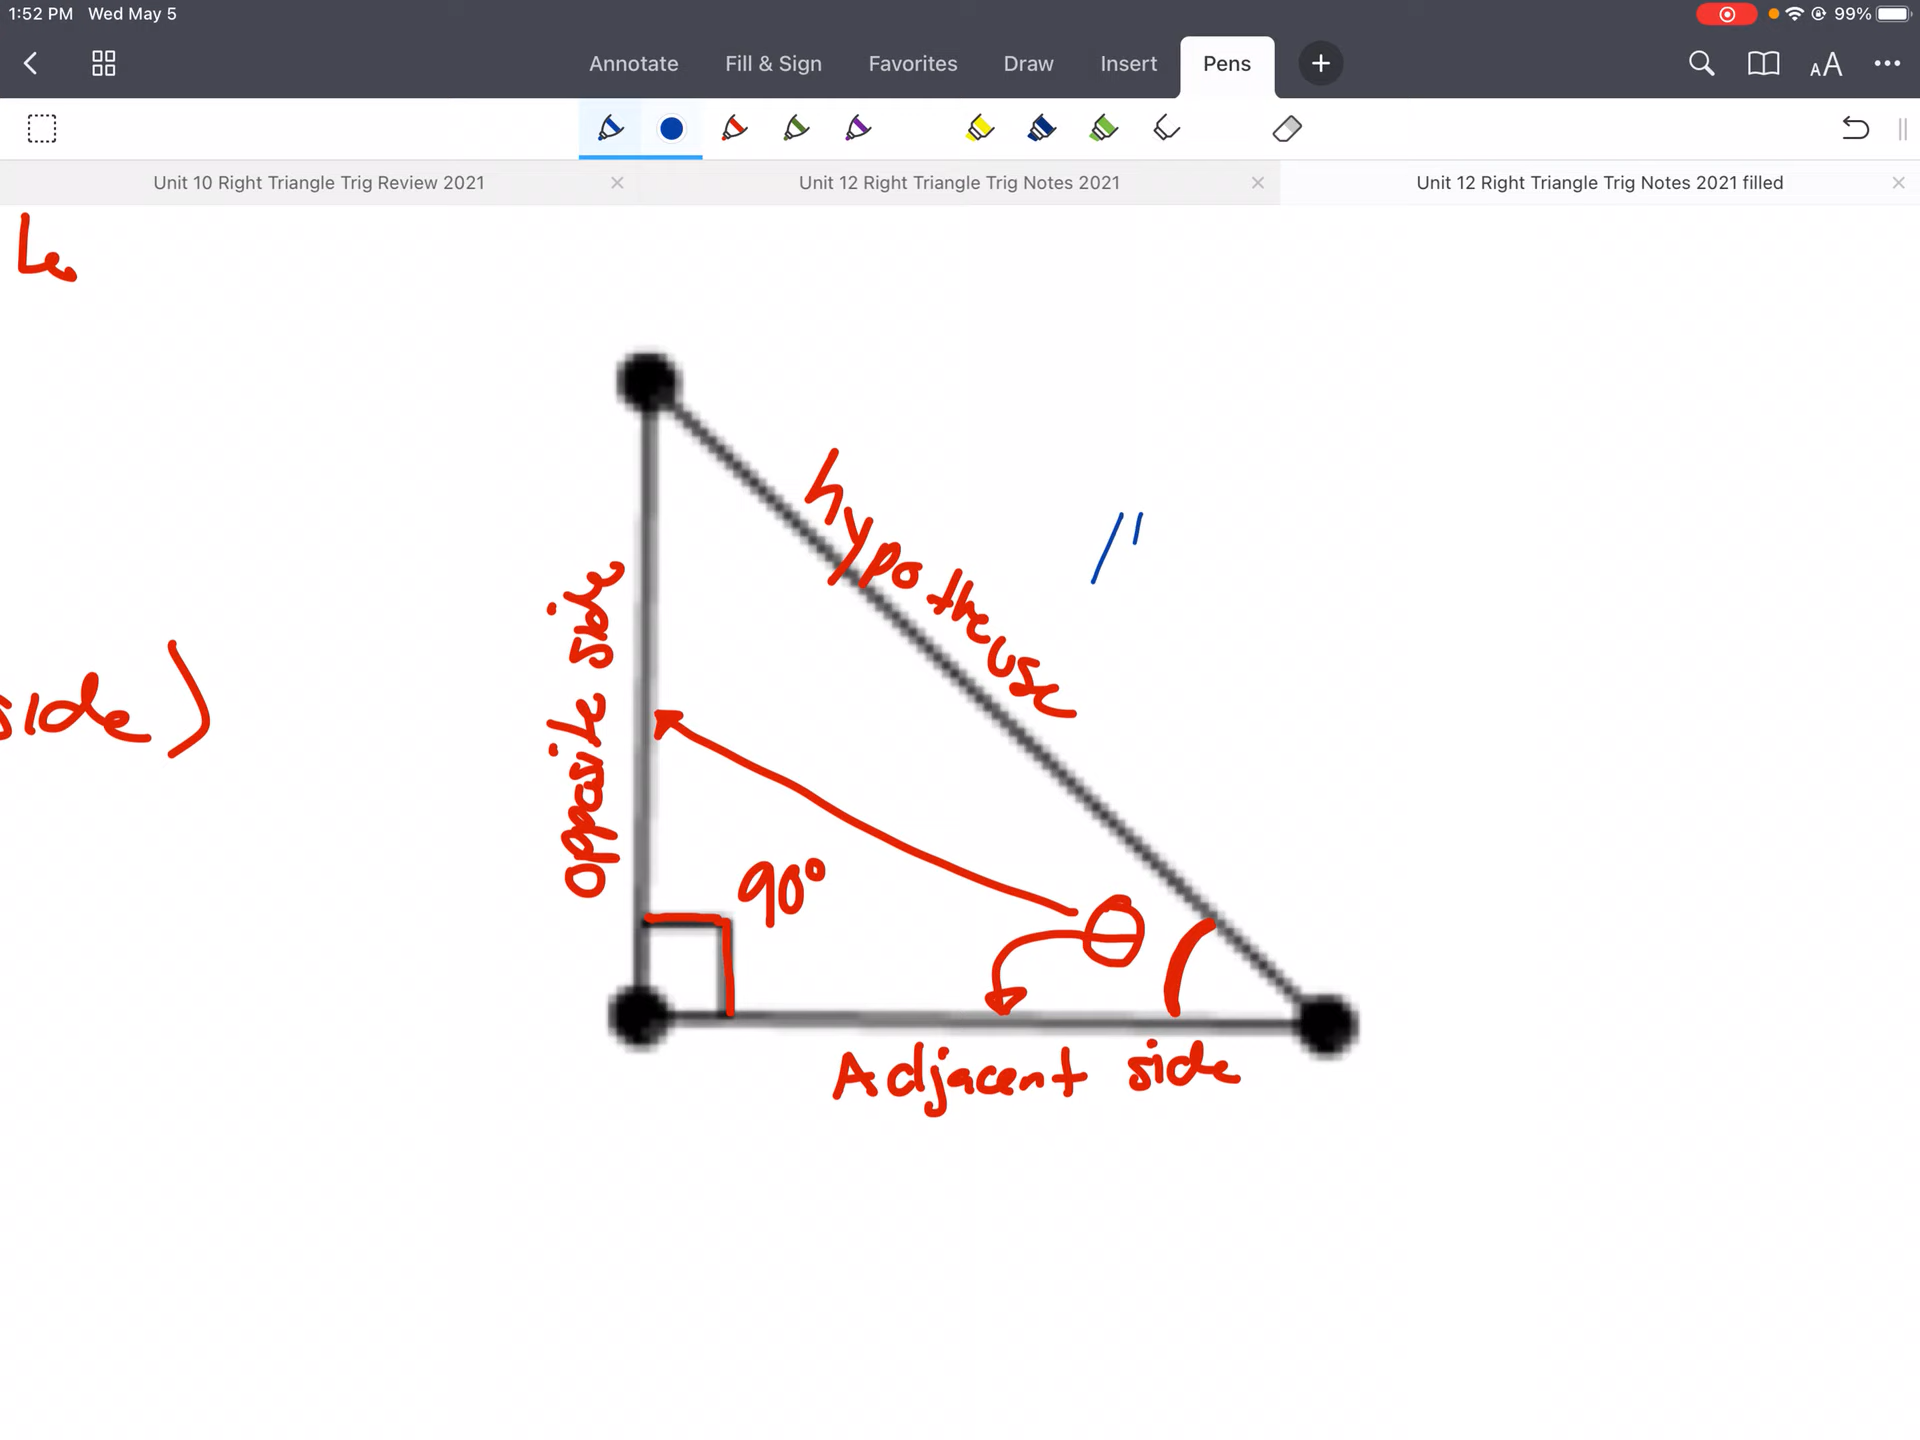 1:52 PM Wed May 5
99%
Annotate Fill & Sign Favorites Draw Insert Pens
AA
Unit 10 Right Triangle Trig Review 2021
Unit 12 Right Triangle Trig Notes 2021
Unit 12 Right Triangle Trig Notes 2021 filled
le
hypotheuse
opposite side
side)
90°
θ
Adjacent side